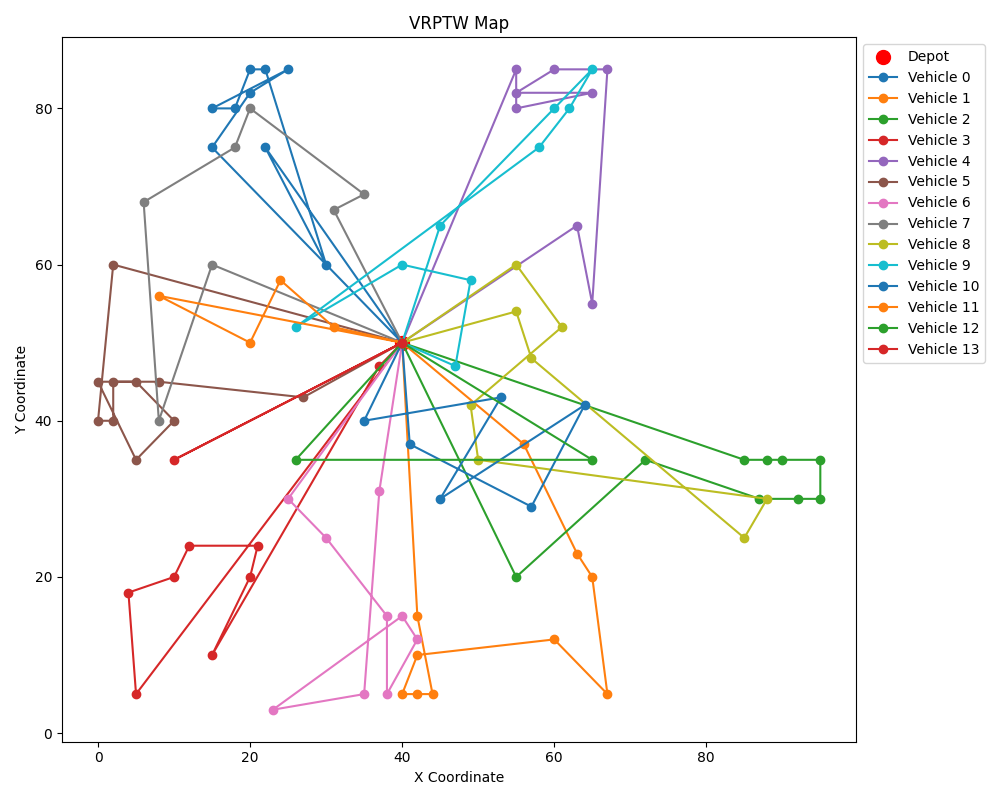 VRPTW Map
Depot
Vehicle 0
Vehicle 1
Vehicle 2
Vehicle 3
Vehicle 4
Vehicle 5
Vehicle 6
Vehicle 7
Vehicle 8
Vehicle 9
Vehicle 10
Vehicle 11
Vehicle 12
Vehicle 13
Y Coordinate
80
60
40
20
0
0 20 40 60 80
X Coordinate